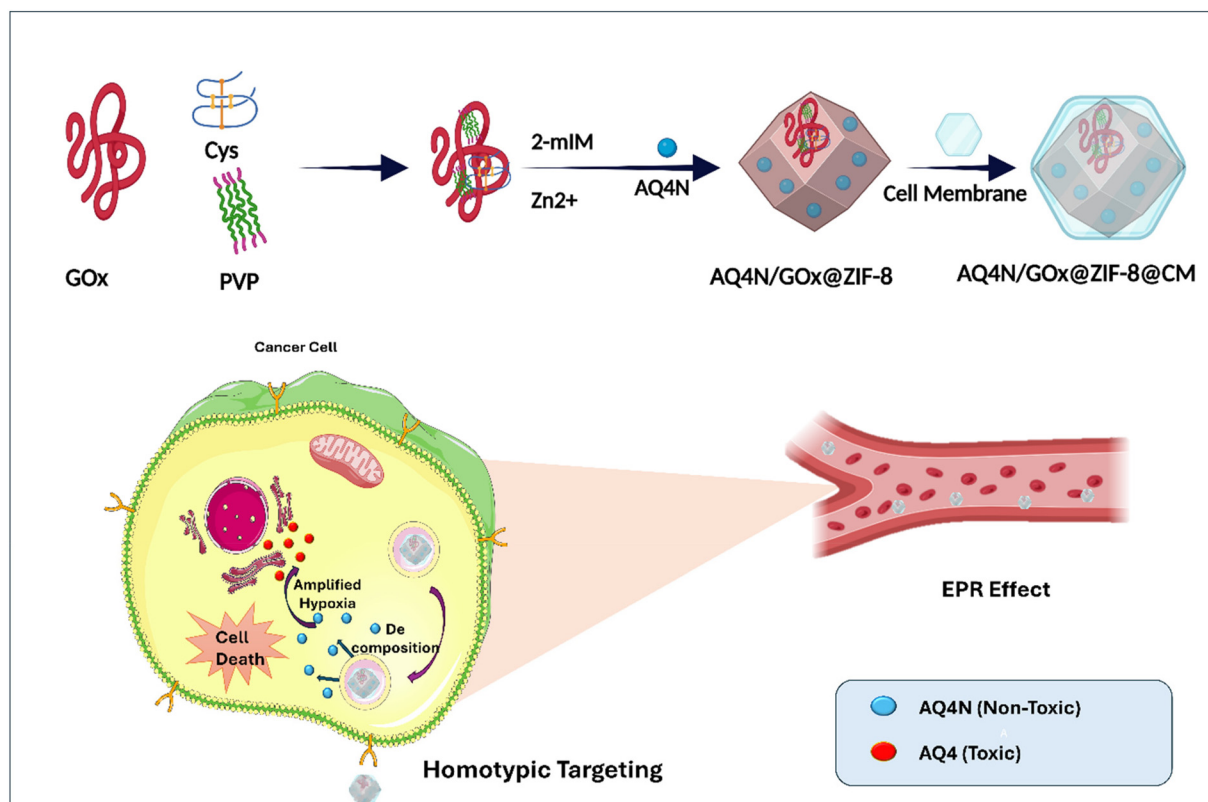 Cys
GOx
PVP
2-mIM
Zn2+
AQ4N
AQ4N/GOx@ZIF-8
Cell Membrane
AQ4N/GOx@ZIF-8@CM
Cancer Cell
Amplified
Hypoxia
De
composition
Cell
Death
EPR Effect
Homotypic Targeting
AQ4N (Non-Toxic)
A
AQ4 (Toxic)